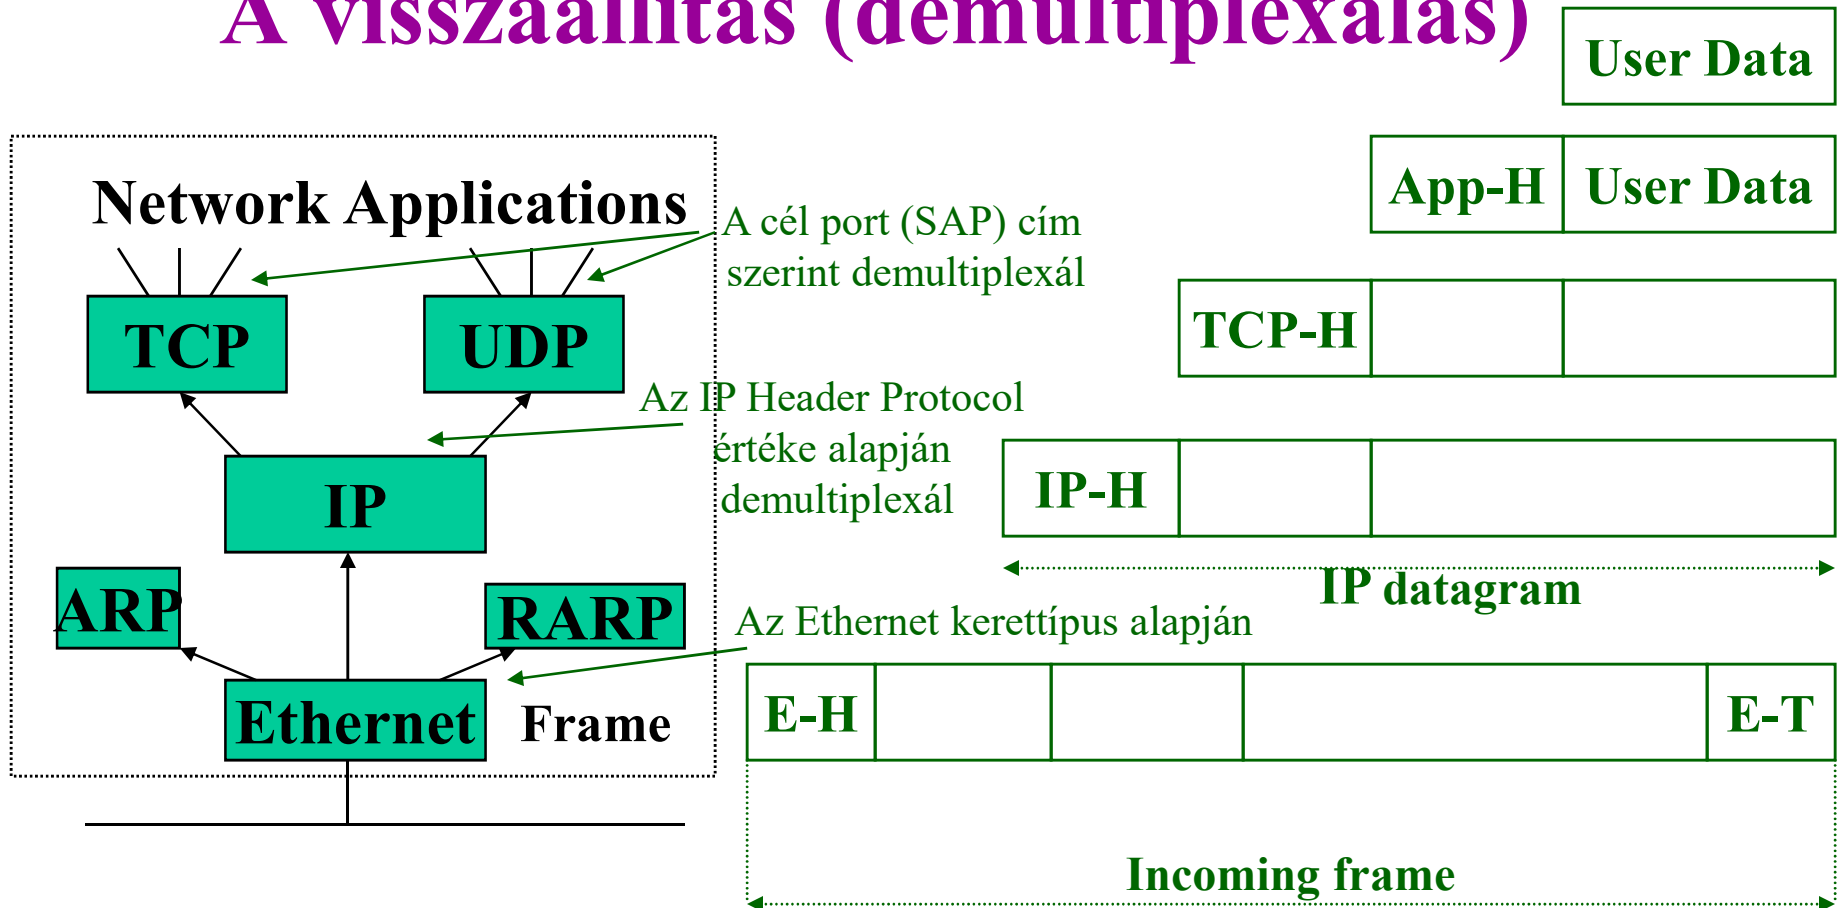 A visszaállítás (demultiplexálás)
User Data
App-H User Data
Network Applications
A cél port (SAP) cím
szerint demultiplexál
TCP
UDP
TCP-H
Az IP Header Protocol
értéke alapján
demultiplexál
IP
IP-H
IP datagram
ARP
RARP
Az Ethernet kerettípus alapján
Ethernet
Frame
E-H
E-T
Incoming frame